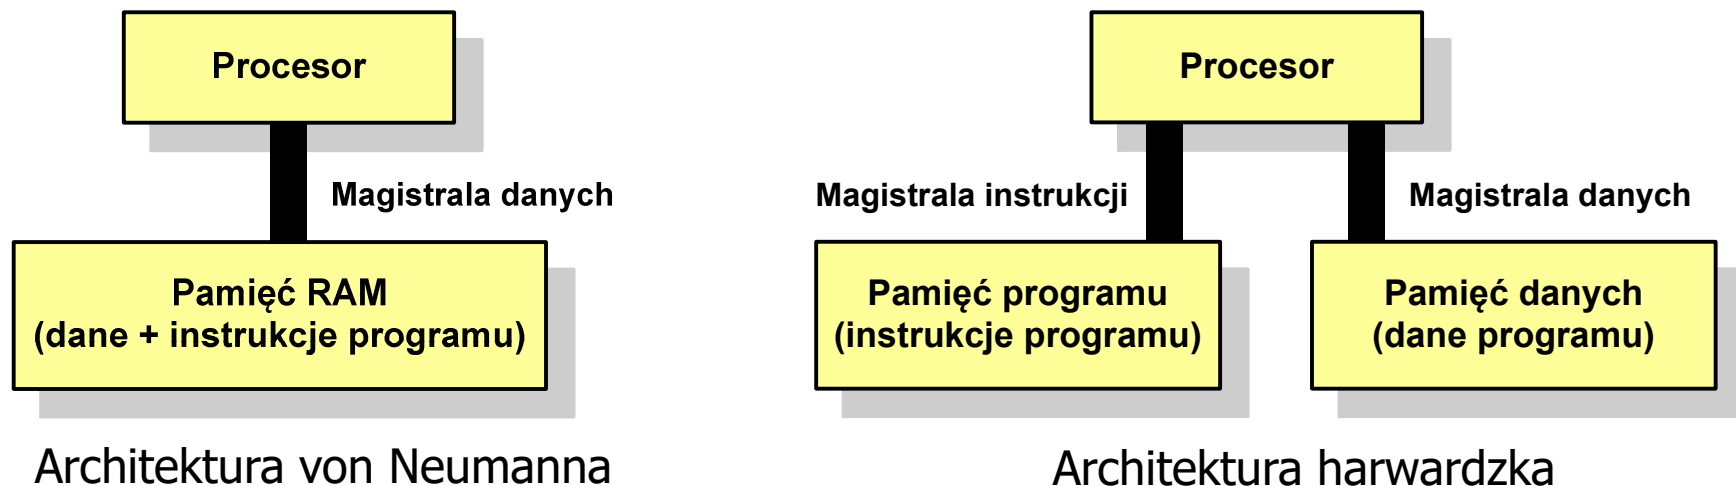 Procesor
Magistrala danych
Pamięć RAM
(dane + instrukcje programu)
Architektura von Neumanna
Procesor
Magistrala instrukcji
Magistrala danych
Pamięć programu
(instrukcje programu)
Pamięć danych
(dane programu)
Architektura harwardzka